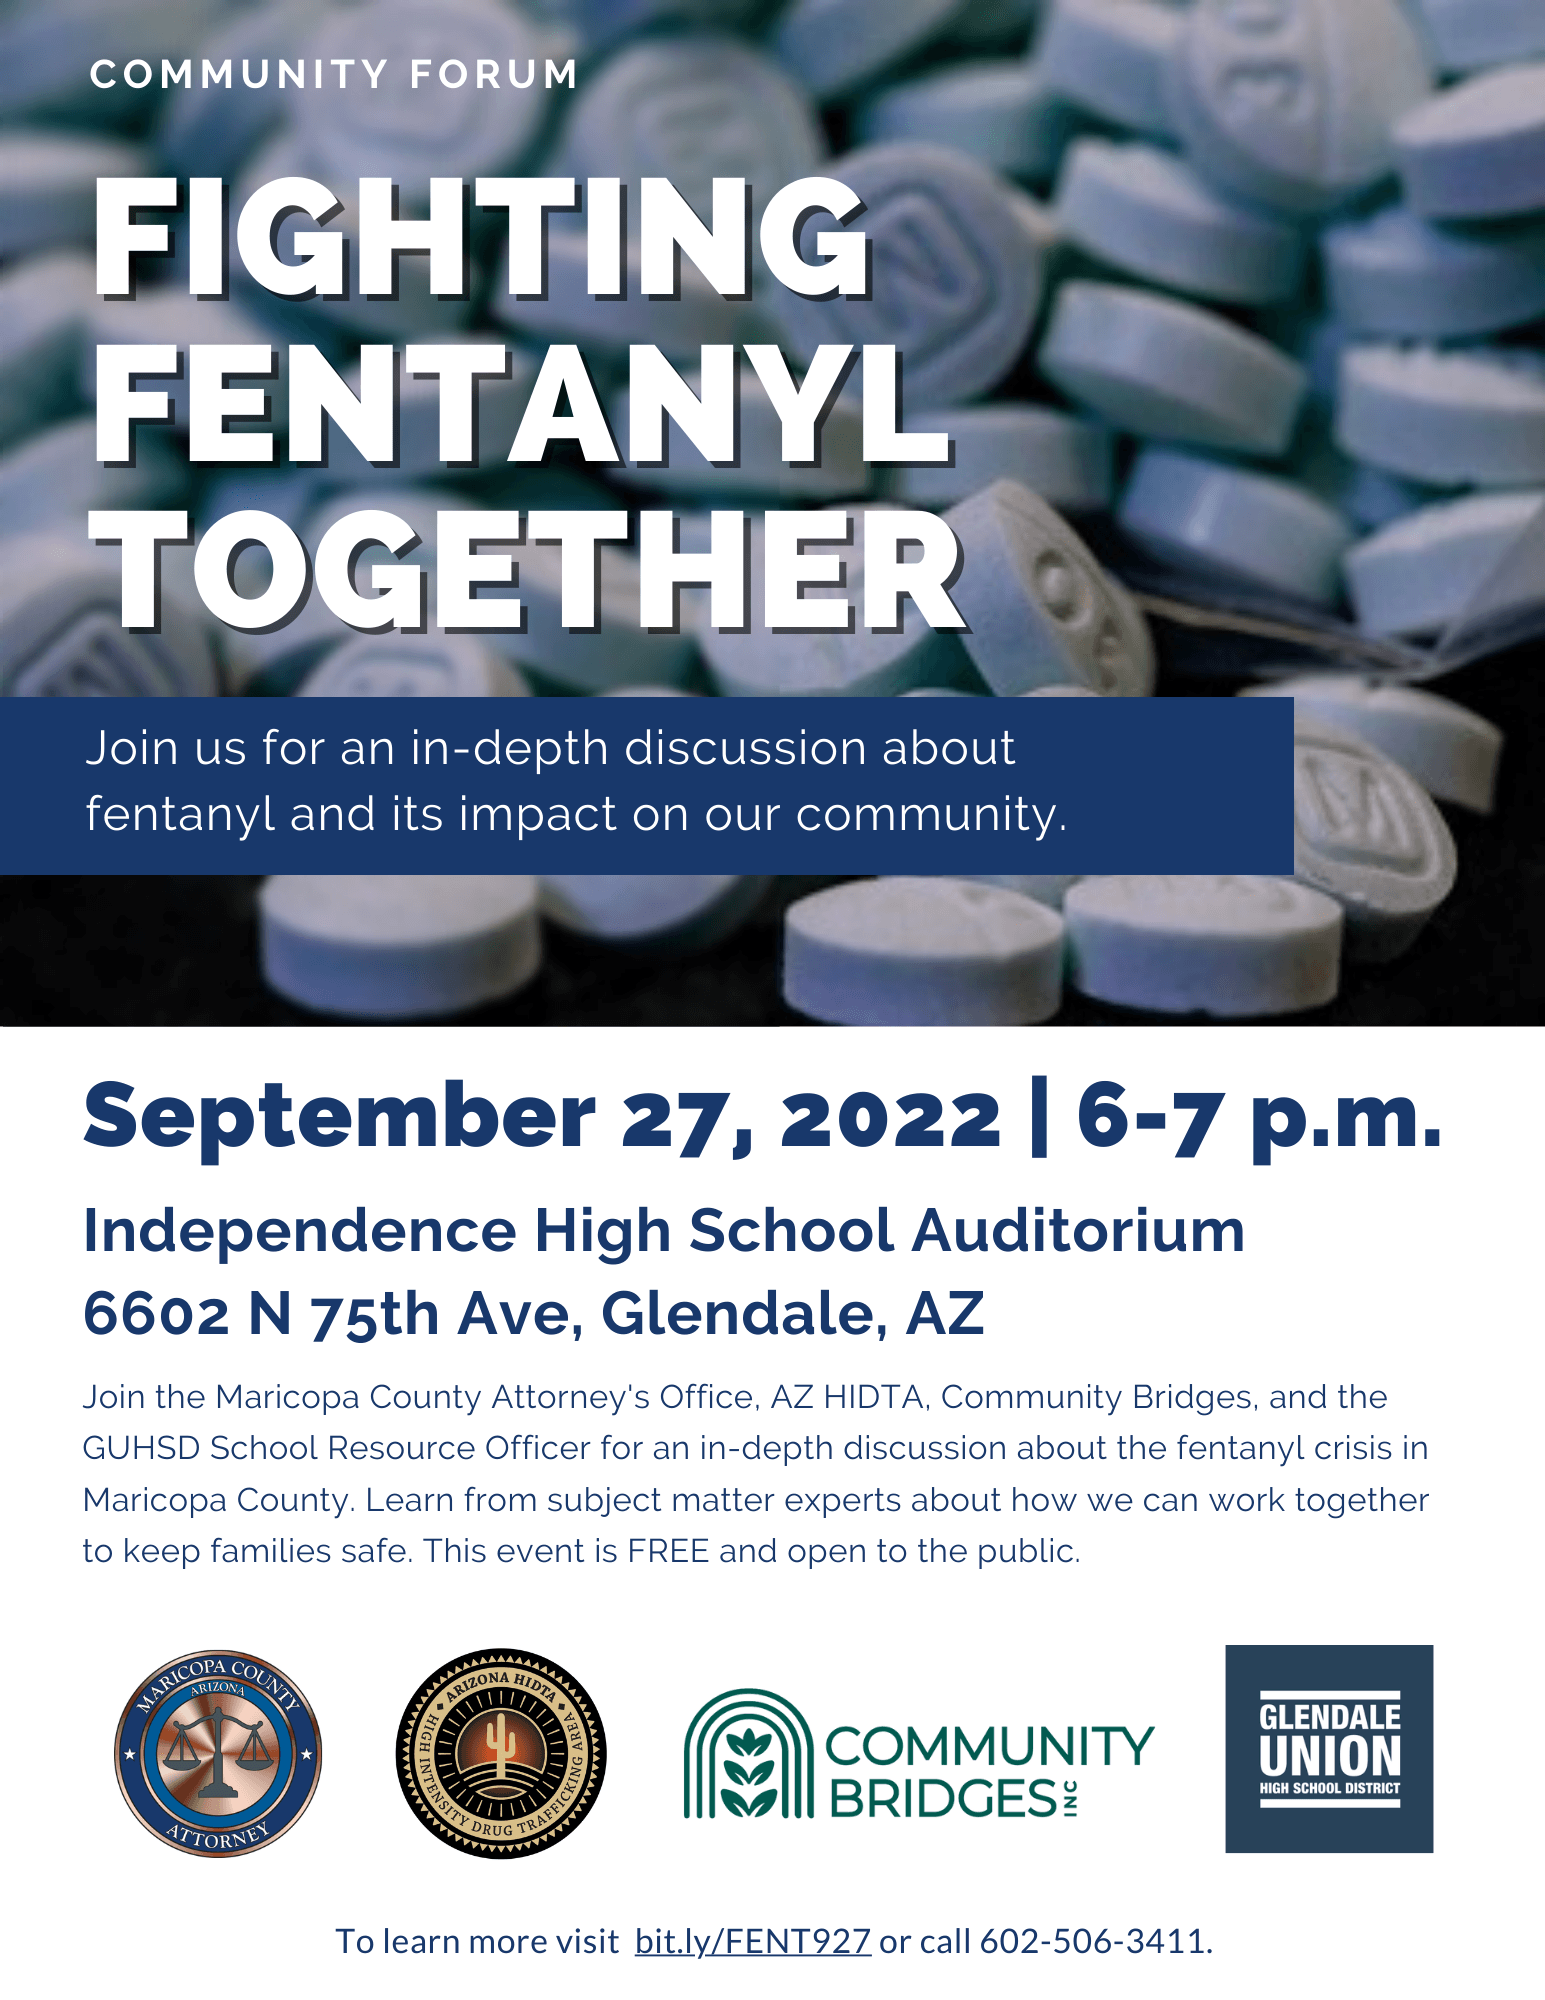 COMMUNITY FORUM
FIGHTING
FENTANYL
TOGETHER
Join us for an in-depth discussion about
fentanyl and its impact on our community.
September 27, 2022 | 6-7 p.m.
Independence High School Auditorium
6602 N 75th Ave, Glendale, AZ
Join the Maricopa County Attorney's Office, AZ HIDTA, Community Bridges, and the
GUHSD School Resource Officer for an in-depth discussion about the fentanyl crisis in
Maricopa County. Learn from subject matter experts about how we can work together
to keep families safe. This event is FREE and open to the public.
MARICOPA COUNTY
ARIZONA
ATTORNEY
ARIZONA HIDTA
HIGH INTENSITY DRUG TRAFFICKING AREA
COMMUNITY
BRIDGES INC
GLENDALE
UNION
HIGH SCHOOL DISTRICT
To learn more visit bit.ly/FENT927 or call 602-506-3411.